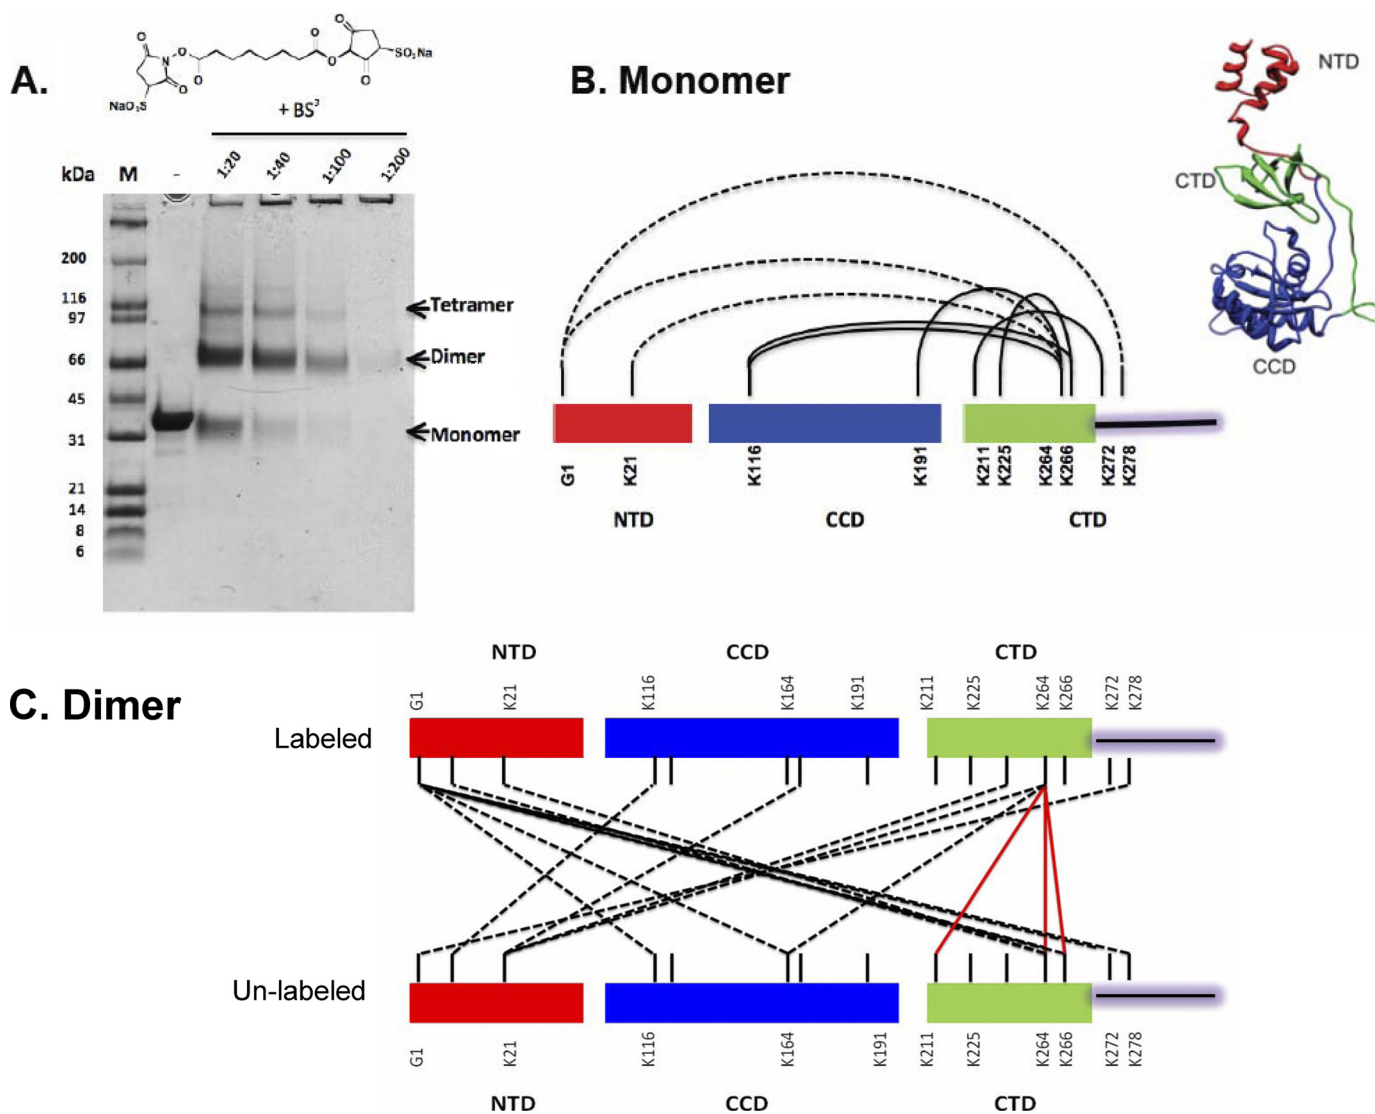 A.
O
O
N
O
O
O
O
O
O
O
NaO₃S
SO₃Na
+ BS³
kDa M - 1:20 1:40 1:100 1:200
200
116
97
66
45
31
21
14
8
6
Tetramer
Dimer
Monomer
B. Monomer
NTD
CTD
CCD
G1 K21 K116 K191 K211 K225 K264 K266 K272 K278
NTD CCD CTD
C. Dimer
NTD CCD CTD
G1 K21 K116 K164 K191 K211 K225 K264 K266 K272 K278
Labeled
Un-labeled
G1 K21 K116 K164 K191 K211 K225 K264 K266 K272 K278
NTD CCD CTD